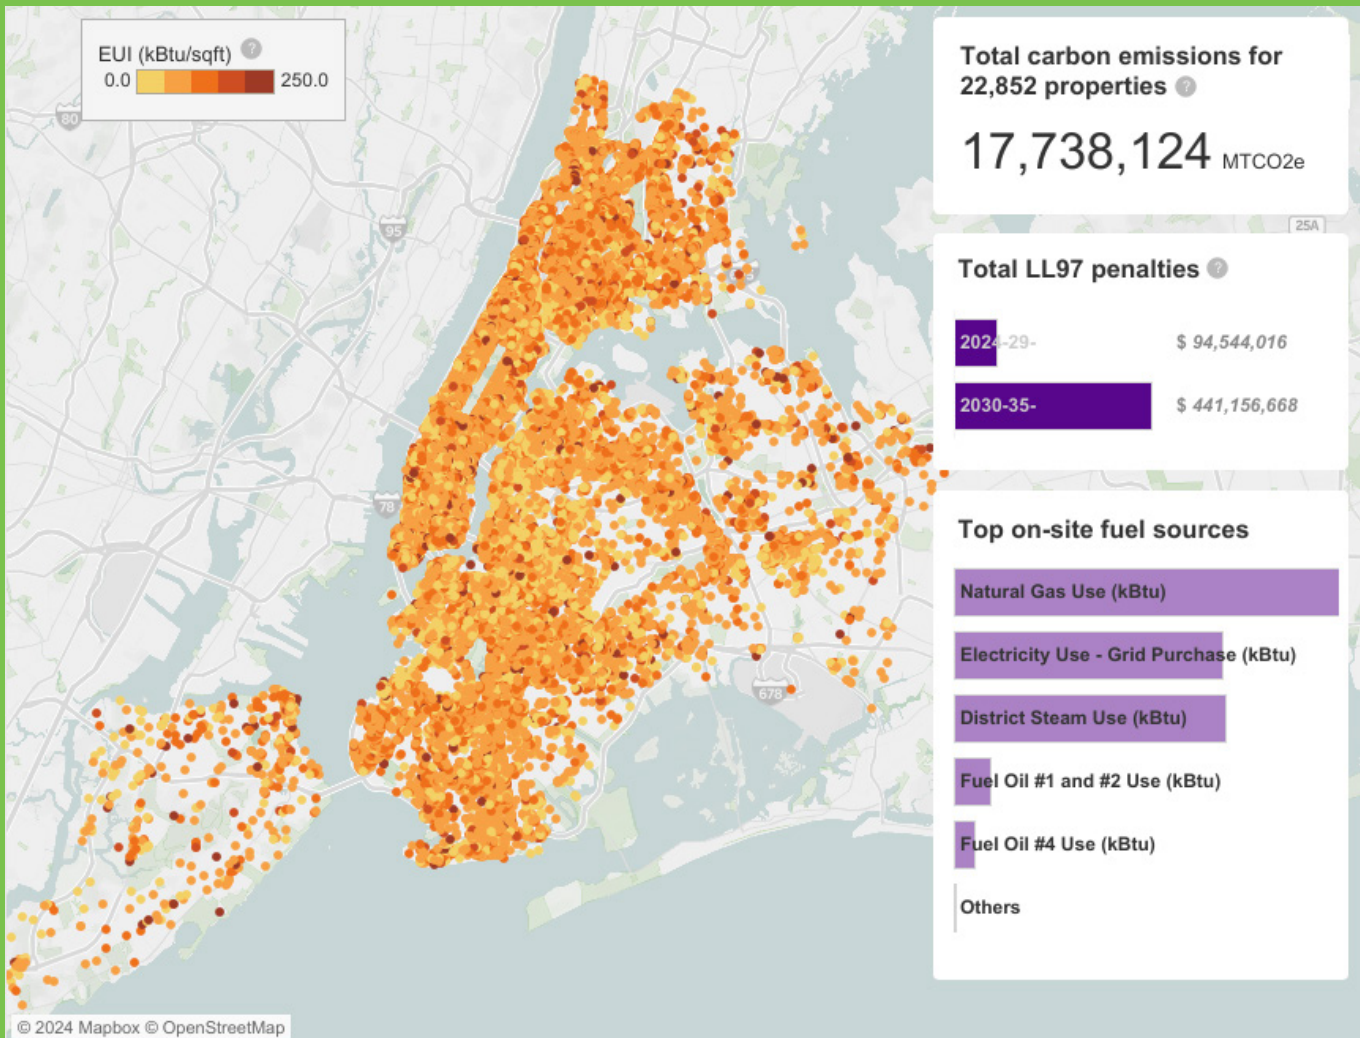 EUI (kBtu/sqft) ?
0.0 250.0
80
95
78
678
25A
Total carbon emissions for
22,852 properties ?
17,738,124 MTCO2e
Total LL97 penalties ?
2024-29- $ 94,544,016
2030-35- $ 441,156,668
Top on-site fuel sources
Natural Gas Use (kBtu)
Electricity Use - Grid Purchase (kBtu)
District Steam Use (kBtu)
Fuel Oil #1 and #2 Use (kBtu)
Fuel Oil #4 Use (kBtu)
Others
© 2024 Mapbox © OpenStreetMap